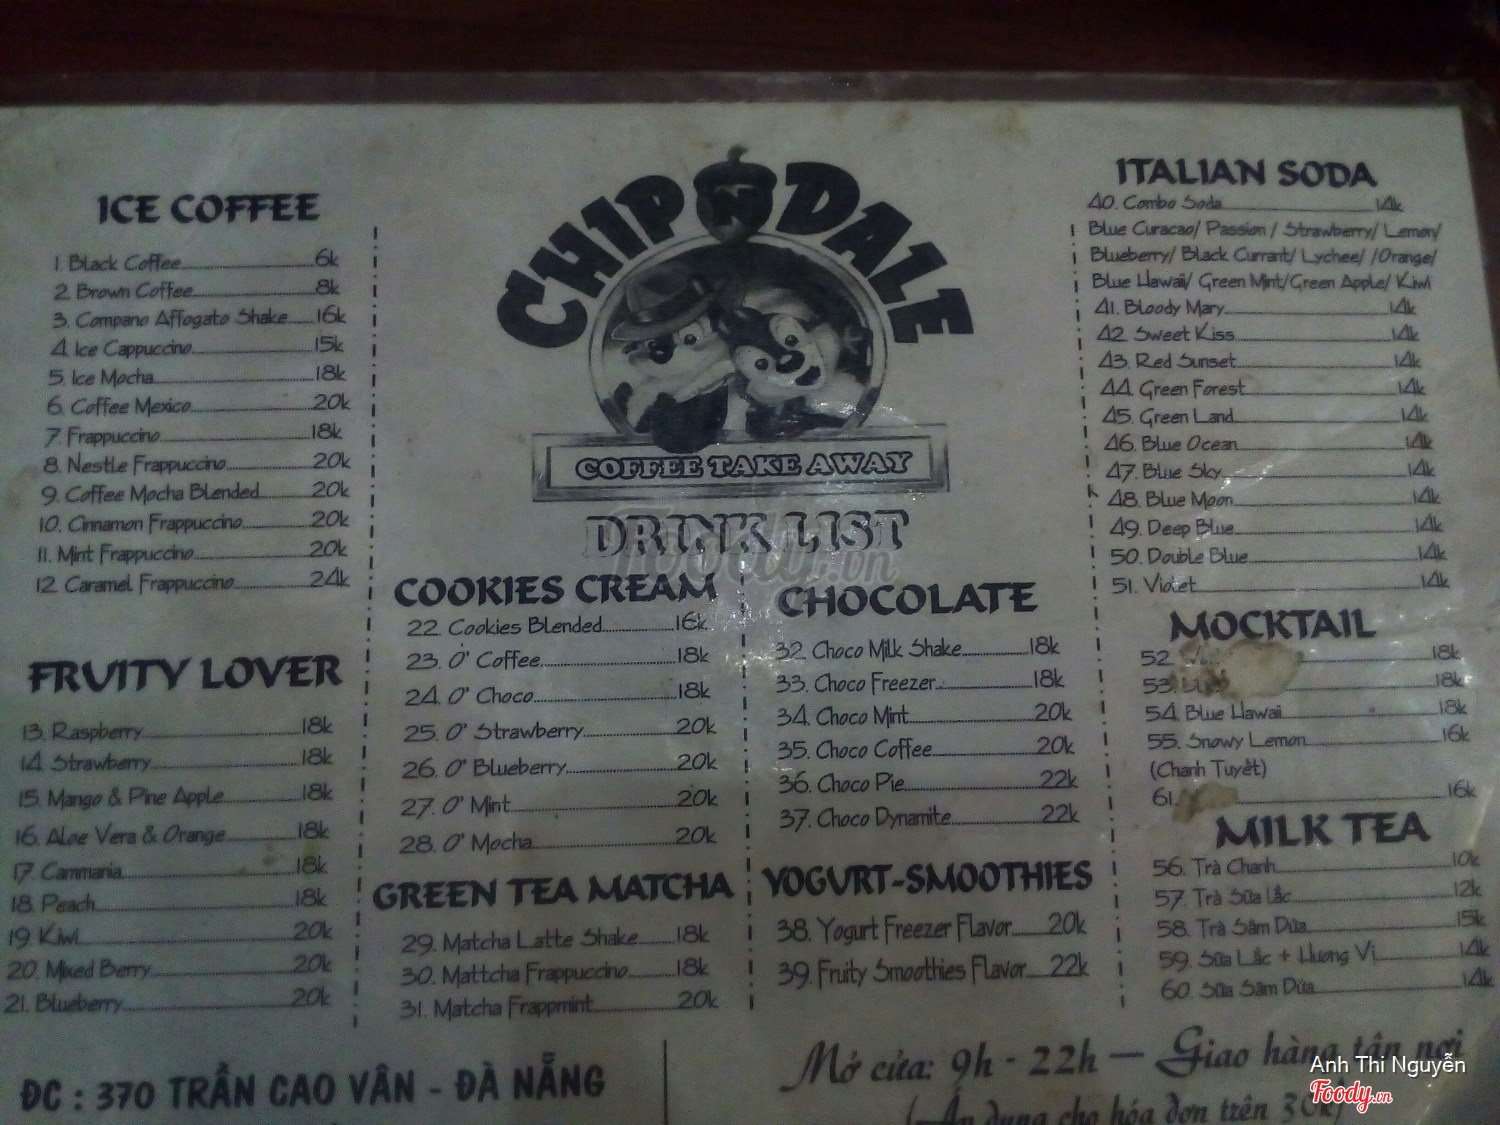 CHIP N DALE
COFFEE TAKE AWAY
DRINK LIST
ICE COFFEE
1. Black Coffee 6k
2. Brown Coffee 8k
3. Compano Affogato Shake 16k
4. Ice Cappuccino 15k
5. Ice Mocha 18k
6. Coffee Mexico 20k
7. Frappuccino 18k
8. Nestle Frappuccino 20k
9. Coffee Mocha Blended 20k
10. Cinnamon Frappuccino 20k
11. Mint Frappuccino 20k
12. Caramel Frappuccino 24k
FRUITY LOVER
13. Raspberry 18k
14. Strawberry 18k
15. Mango & Pine Apple 18k
16. Aloe Vera & Orange 18k
17. Cammania 18k
18. Peach 18k
19. Kiwi 20k
20. Mixed Berry 20k
21. Blueberry 20k
COOKIES CREAM
22. Cookies Blended 16k
23. O' Coffee 18k
24. O' Choco 18k
25. O' Strawberry 20k
26. O' Blueberry 20k
27. O' Mint 20k
28. O' Mocha 20k
GREEN TEA MATCHA
29. Matcha Latte Shake 18k
30. Mattcha Frappuccino 18k
31. Matcha Frappmint 20k
CHOCOLATE
32. Choco Milk Shake 18k
33. Choco Freezer 18k
34. Choco Mint 20k
35. Choco Coffee 20k
36. Choco Pie 22k
37. Choco Dynamite 22k
YOGURT-SMOOTHIES
38. Yogurt Freezer Flavor 20k
39. Fruity Smoothies Flavor 22k
ITALIAN SODA
40. Combo Soda 14k
Blue Curacao/ Passion / Strawberry/ Lemon/
Blueberry/ Black Currant/ Lychee/ /Orange/
Blue Hawaii/ Green Mint/Green Apple/ Kiwi
41. Bloody Mary 14k
42. Sweet Kiss 14k
43. Red Sunset 14k
44. Green Forest 14k
45. Green Land 14k
46. Blue Ocean 14k
47. Blue Sky 14k
48. Blue Moon 14k
49. Deep Blue 14k
50. Double Blue 14k
51. Violet 14k
MOCKTAIL
52. 18k
53. 18k
54. Blue Hawaii 18k
55. Snowy Lemon 16k
(Chanh Tuyết)
61. 16k
MILK TEA
56. Trà Chanh 10k
57. Trà Sữa Lắc 12k
58. Trà Sâm Dứa 15k
59. Sữa Lắc + Hương Vị 14k
60. Sữa Sâm Dứa 14k
ĐC : 370 TRẦN CAO VÂN - ĐÀ NẴNG
Mở cửa: 9h - 22h — Giao hàng tận nơi
(Áp dụng cho hóa đơn trên 30k)
Foody.vn
Anh Thi Nguyễn
Foody.vn